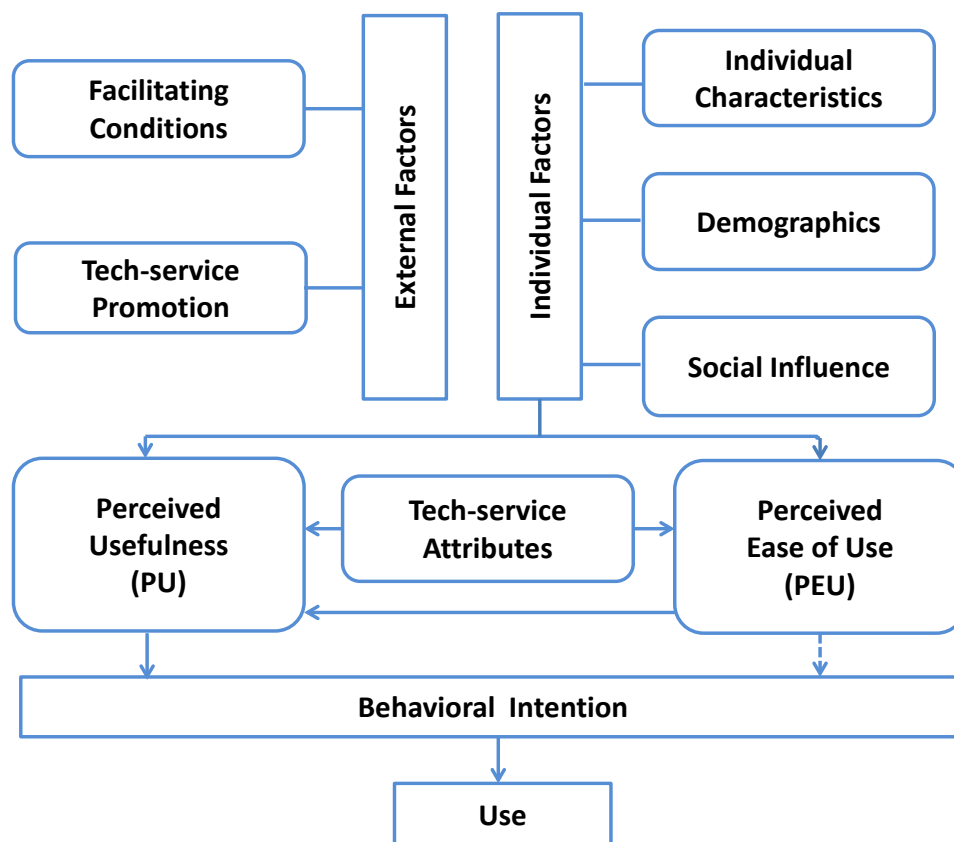 Facilitating
Conditions
Tech-service
Promotion
External Factors
Individual Factors
Individual
Characteristics
Demographics
Social Influence
Perceived
Usefulness
(PU)
Tech-service
Attributes
Perceived
Ease of Use
(PEU)
Behavioral Intention
Use